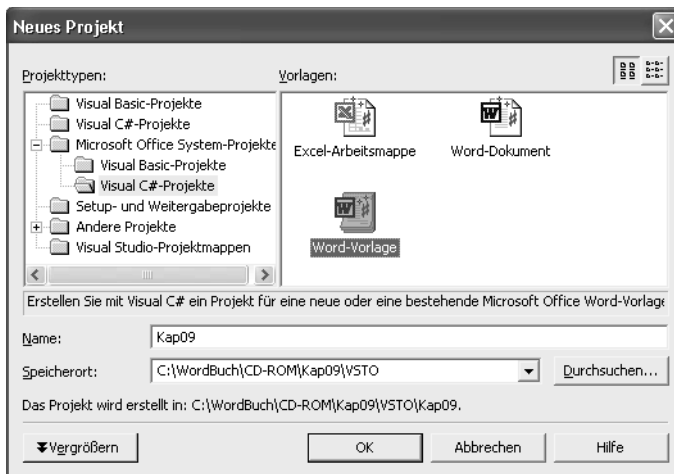 Neues Projekt
Projekttypen:
Vorlagen:
Visual Basic-Projekte
Visual C#-Projekte
Microsoft Office System-Projekte
Visual Basic-Projekte
Visual C#-Projekte
Setup- und Weitergabeprojekte
Andere Projekte
Visual Studio-Projektmappen
Excel-Arbeitsmappe
Word-Dokument
Word-Vorlage
Erstellen Sie mit Visual C# ein Projekt für eine neue oder eine bestehende Microsoft Office Word-Vorlage
Name:
Kap09
Speicherort:
C:\WordBuch\CD-ROM\Kap09\VSTO
Durchsuchen...
Das Projekt wird erstellt in: C:\WordBuch\CD-ROM\Kap09\VSTO\Kap09.
Vergrößern
OK
Abbrechen
Hilfe